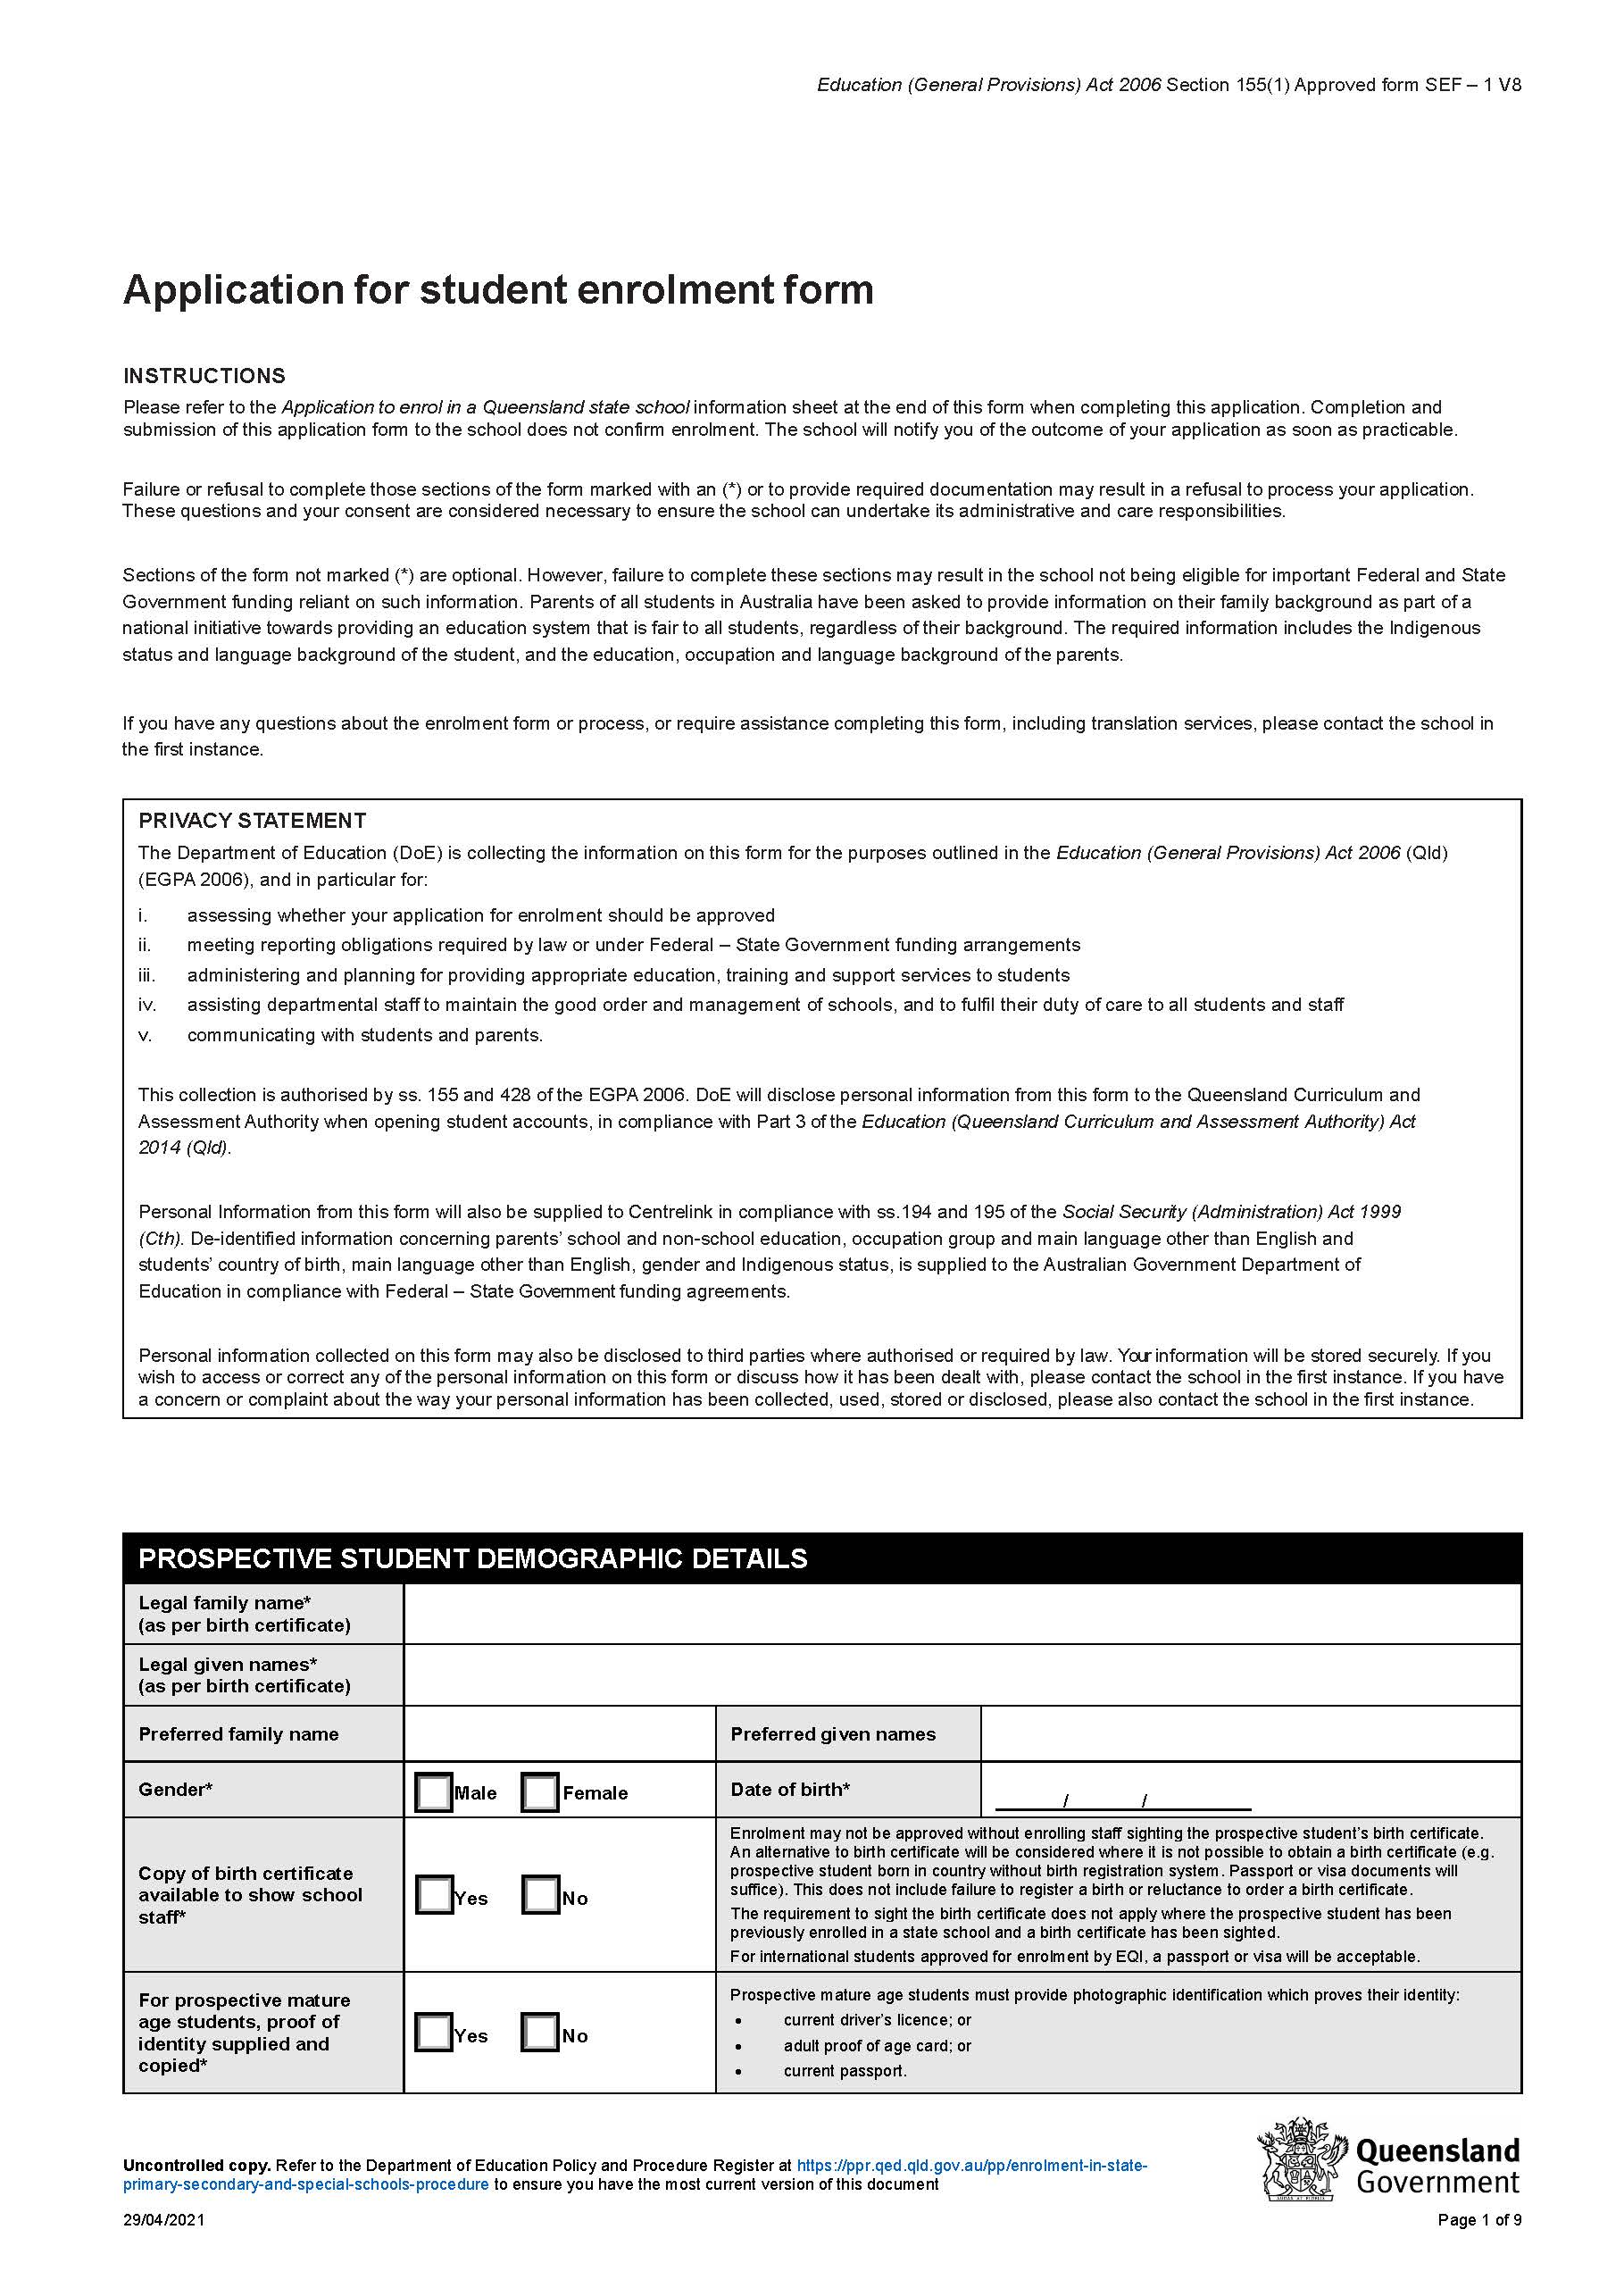 Education (General Provisions) Act 2006 Section 155(1) Approved form SEF – 1 V8
Application for student enrolment form
INSTRUCTIONS
Please refer to the Application to enrol in a Queensland state school information sheet at the end of this form when completing this application. Completion and
submission of this application form to the school does not confirm enrolment. The school will notify you of the outcome of your application as soon as practicable.
Failure or refusal to complete those sections of the form marked with an (*) or to provide required documentation may result in a refusal to process your application.
These questions and your consent are considered necessary to ensure the school can undertake its administrative and care responsibilities.
Sections of the form not marked (*) are optional. However, failure to complete these sections may result in the school not being eligible for important Federal and State
Government funding reliant on such information. Parents of all students in Australia have been asked to provide information on their family background as part of a
national initiative towards providing an education system that is fair to all students, regardless of their background. The required information includes the Indigenous
status and language background of the student, and the education, occupation and language background of the parents.
If you have any questions about the enrolment form or process, or require assistance completing this form, including translation services, please contact the school in
the first instance.
PRIVACY STATEMENT
The Department of Education (DoE) is collecting the information on this form for the purposes outlined in the Education (General Provisions) Act 2006 (Qld)
(EGPA 2006), and in particular for:
i. assessing whether your application for enrolment should be approved
ii. meeting reporting obligations required by law or under Federal – State Government funding arrangements
iii. administering and planning for providing appropriate education, training and support services to students
iv. assisting departmental staff to maintain the good order and management of schools, and to fulfil their duty of care to all students and staff
v. communicating with students and parents.
This collection is authorised by ss. 155 and 428 of the EGPA 2006. DoE will disclose personal information from this form to the Queensland Curriculum and
Assessment Authority when opening student accounts, in compliance with Part 3 of the Education (Queensland Curriculum and Assessment Authority) Act
2014 (Qld).
Personal Information from this form will also be supplied to Centrelink in compliance with ss.194 and 195 of the Social Security (Administration) Act 1999
(Cth). De-identified information concerning parents’ school and non-school education, occupation group and main language other than English and
students’ country of birth, main language other than English, gender and Indigenous status, is supplied to the Australian Government Department of
Education in compliance with Federal – State Government funding agreements.
Personal information collected on this form may also be disclosed to third parties where authorised or required by law. Your information will be stored securely. If you
wish to access or correct any of the personal information on this form or discuss how it has been dealt with, please contact the school in the first instance. If you have
a concern or complaint about the way your personal information has been collected, used, stored or disclosed, please also contact the school in the first instance.
PROSPECTIVE STUDENT DEMOGRAPHIC DETAILS
Legal family name*
(as per birth certificate)
Legal given names*
(as per birth certificate)
Preferred family name
Preferred given names
Gender*
Male Female
Date of birth*
/ /
Copy of birth certificate
available to show school
staff*
Yes No
Enrolment may not be approved without enrolling staff sighting the prospective student’s birth certificate.
An alternative to birth certificate will be considered where it is not possible to obtain a birth certificate (e.g.
prospective student born in country without birth registration system. Passport or visa documents will
suffice). This does not include failure to register a birth or reluctance to order a birth certificate.
The requirement to sight the birth certificate does not apply where the prospective student has been
previously enrolled in a state school and a birth certificate has been sighted.
For international students approved for enrolment by EQI, a passport or visa will be acceptable.
For prospective mature
age students, proof of
identity supplied and
copied*
Yes No
Prospective mature age students must provide photographic identification which proves their identity:
• current driver’s licence; or
• adult proof of age card; or
• current passport.
Uncontrolled copy. Refer to the Department of Education Policy and Procedure Register at https://ppr.qed.qld.gov.au/pp/enrolment-in-state-
primary-secondary-and-special-schools-procedure to ensure you have the most current version of this document
Queensland
Government
29/04/2021
Page 1 of 9